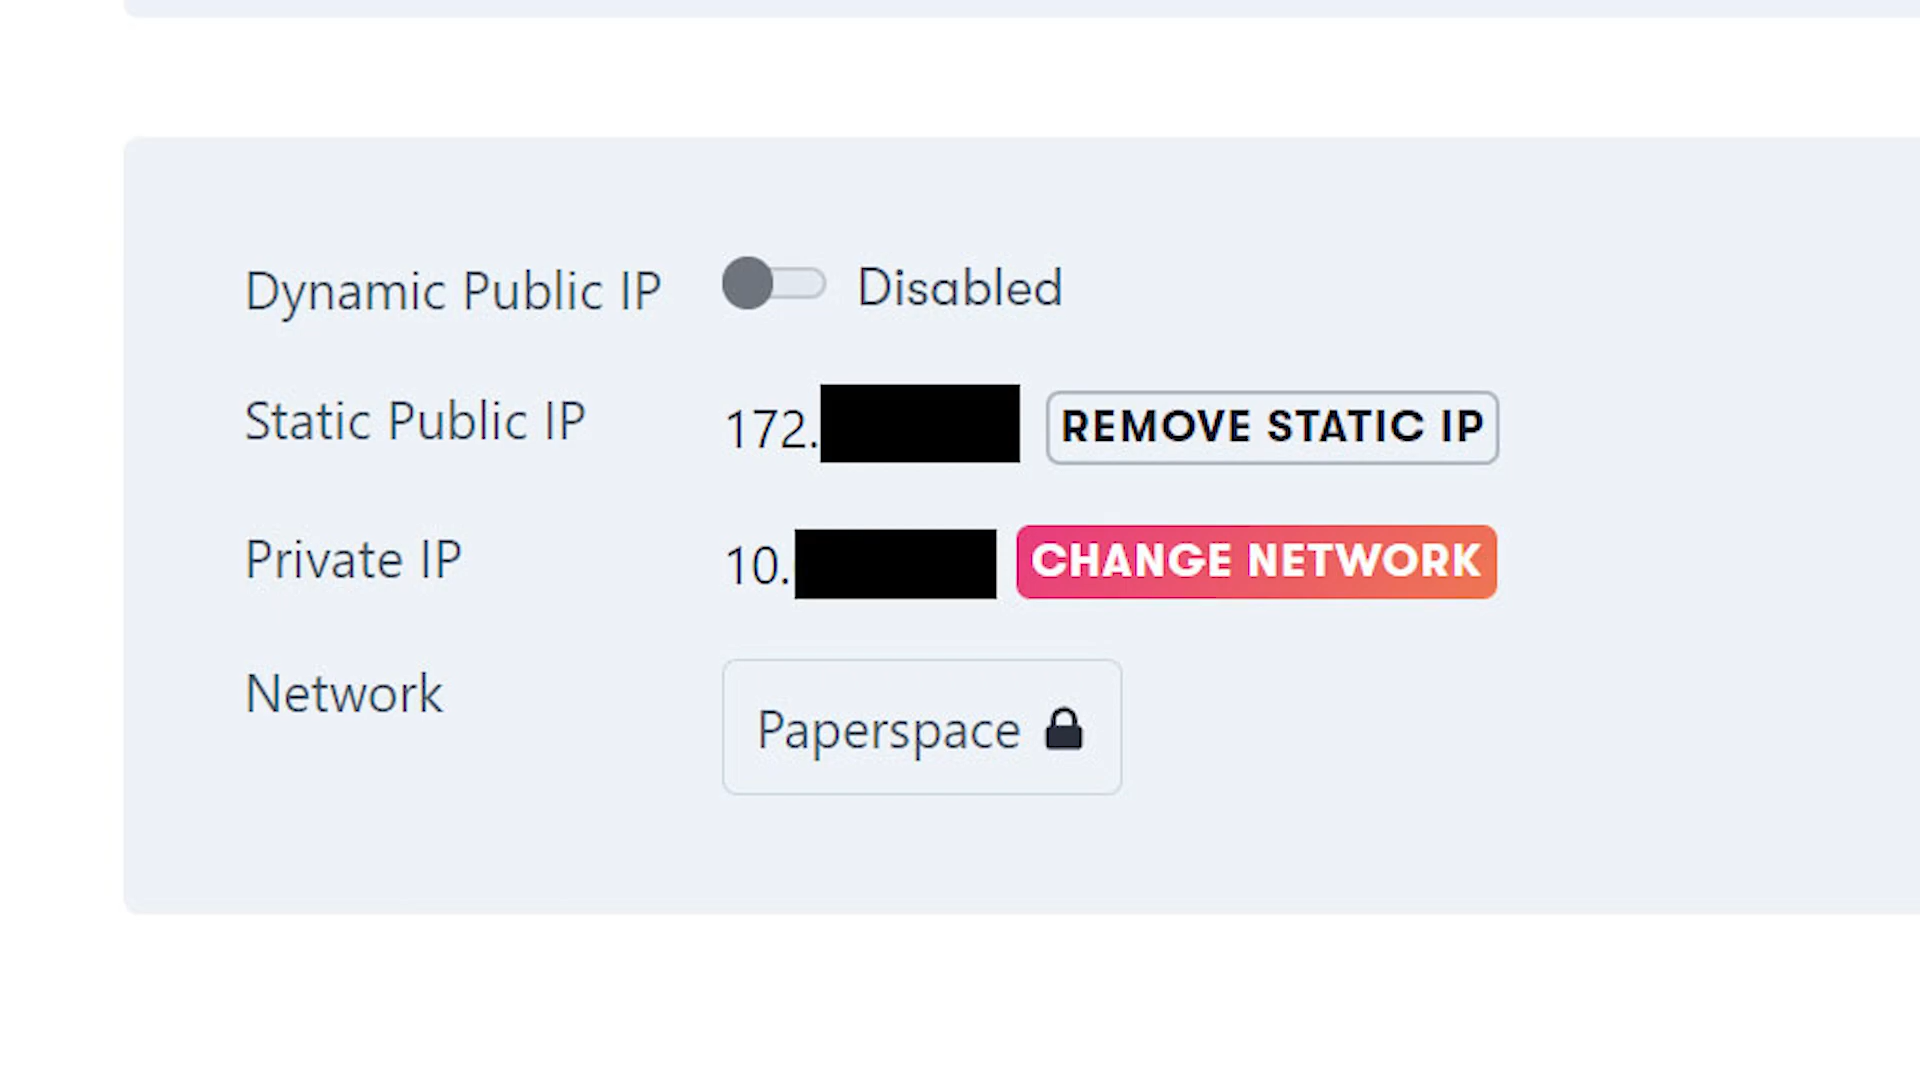 Dynamic Public IP Disabled
Static Public IP 172. REMOVE STATIC IP
Private IP 10. CHANGE NETWORK
Network Paperspace